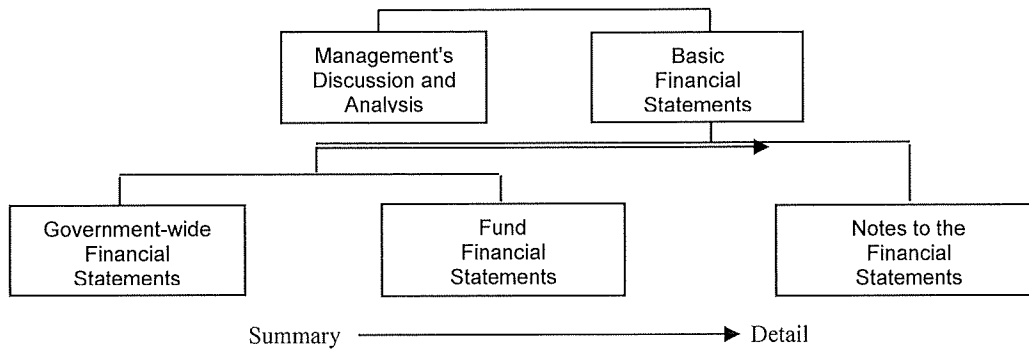 Management's
Discussion and
Analysis
Basic
Financial
Statements
Government-wide
Financial
Statements
Fund
Financial
Statements
Notes to the
Financial
Statements
Summary
Detail